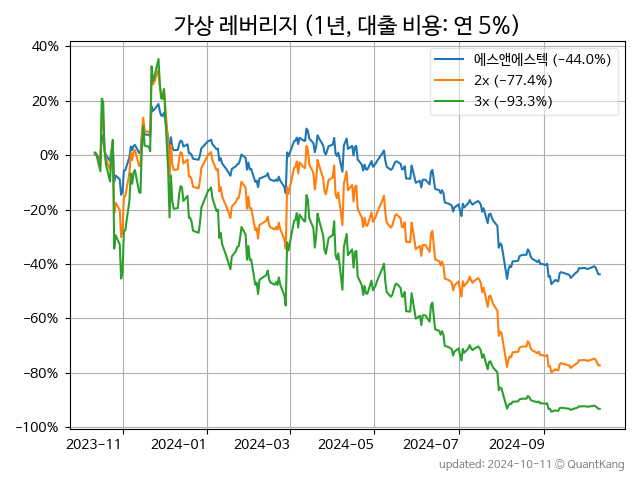 가상 레버리지 (1년, 대출 비용: 연 5%)
40%
20%
0%
−20%
−40%
−60%
−80%
−100%
에스앤에스텍 (−44.0%)
2x (−77.4%)
3x (−93.3%)
2023-11 2024-01 2024-03 2024-05 2024-07 2024-09
updated: 2024-10-11 © QuantKang